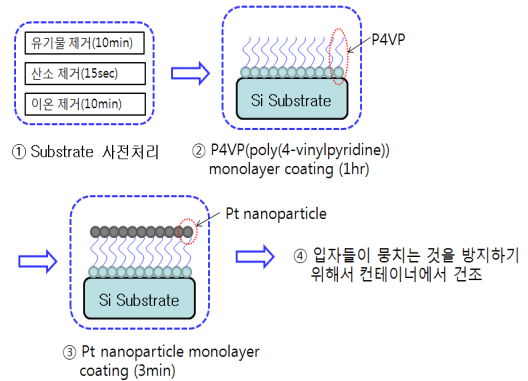 유기물 제거(10min)
산소 제거(15sec)
이온 제거(10min)
① Substrate 사전처리
P4VP
Si Substrate
② P4VP(poly(4-vinylpyridine))
monolayer coating (1hr)
Pt nanoparticle
Si Substrate
③ Pt nanoparticle monolayer
coating (3min)
④ 입자들이 뭉치는 것을 방지하기
위해서 컨테이너에서 건조